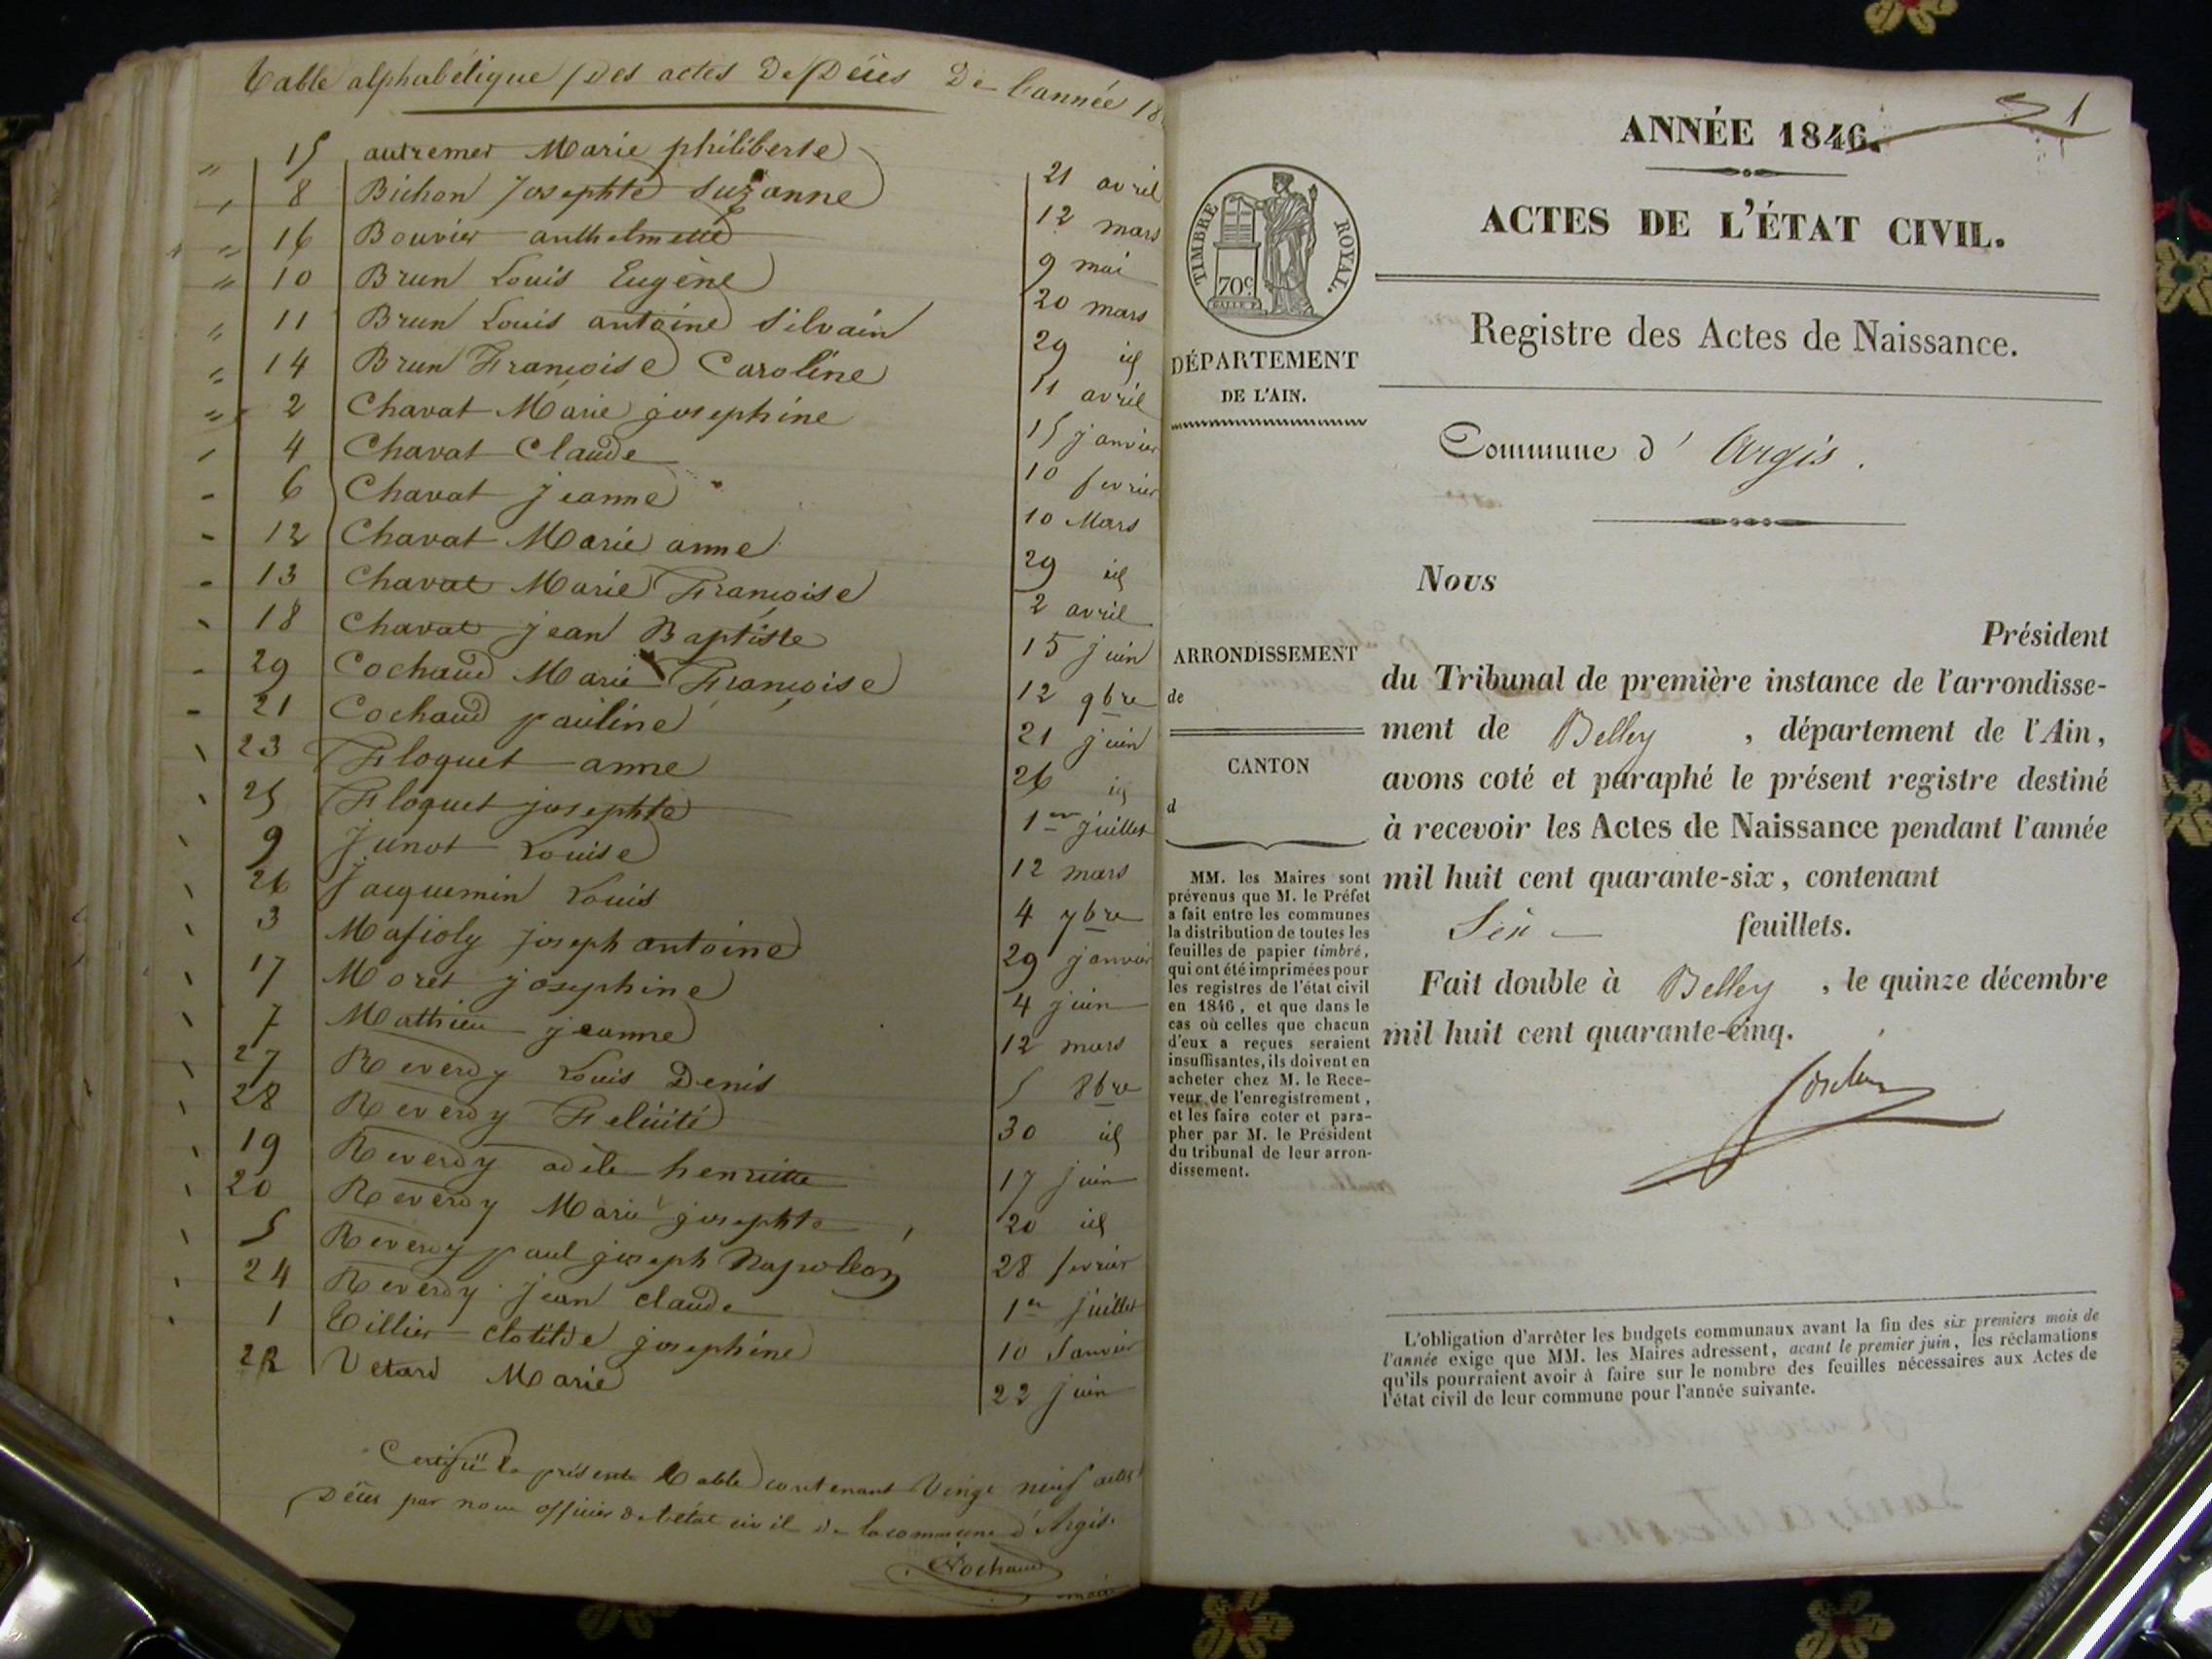 Table alphabétique Des actes De Décès De l'année 18
15 autremer Marie philiberte 21 avril
8 Bichon Josephte Suzanne 12 mars
16 Bouvier anthelmette 9 mai
10 Brun Louis Eugène 20 mars
11 Brun Louis antoine Silvain 29 id
14 Brun Françoise Caroline 11 avril
2 Chavat Marie josephine 15 janvier
4 Chavat Claude 10 fevrier
6 Chavat jeanne 10 Mars
12 Chavat Marie anne 29 id
13 Chavat Marie Françoise 2 avril
18 Chavat jean Baptiste 15 juin
29 Cochaud Marie Françoise 12 9bre
21 Cochaud pauline 21 juin
23 Floquet anne 26 id
25 Floquet josephte 1er juillet
9 Junot Louise 12 mars
26 Jacquemin Louis 4 7bre
3 Mafioly joseph antoine 29 janvier
17 Moret josephine 4 juin
7 Mathieu jeanne 12 mars
27 Reverdy Louis Denis 5 8bre
28 Reverdy Felicité 30 id
19 Reverdy adèle henriette 17 juin
20 Reverdy Marie josephte 20 id
5 Reverdy paul joseph Napoléon 28 fevrier
24 Reverdy jean claude 1er juillet
1 Tillier clotilde josephine 10 Janvier
22 Vetard Marie 22 juin
Certifié la présente Table contenant Vingt neuf actes
Décès par nous officier de l'état civil de la commune d'Argis.
Cochaud
maire
1
ANNÉE 1846.
ACTES DE L'ÉTAT CIVIL.
Registre des Actes de Naissance.
TIMBRE ROYAL.
70c.
DÉPARTEMENT
DE L'AIN.
Commune d' Argis.
Nous
Président
du Tribunal de première instance de l'arrondisse-
ment de Belley, département de l'Ain,
avons coté et paraphé le présent registre destiné
à recevoir les Actes de Naissance pendant l'année
mil huit cent quarante-six, contenant
Six feuillets.
Fait double à Belley, le quinze décembre
mil huit cent quarante-cinq.
ARRONDISSEMENT
de
CANTON
d
MM. les Maires sont
prévenus que M. le Préfet
a fait entre les communes
la distribution de toutes les
feuilles de papier timbré,
qui ont été imprimées pour
les registres de l'état civil
en 1846, et que dans le
cas où celles que chacun
d'eux a reçues seraient
insuffisantes, ils doivent en
acheter chez M. le Rece-
veur de l'enregistrement,
et les faire coter et para-
pher par M. le Président
du tribunal de leur arron-
dissement.
L'obligation d'arrêter les budgets communaux avant la fin des six premiers mois de
l'année exige que MM. les Maires adressent, avant le premier juin, les réclamations
qu'ils pourraient avoir à faire sur le nombre des feuilles nécessaires aux Actes de
l'état civil de leur commune pour l'année suivante.